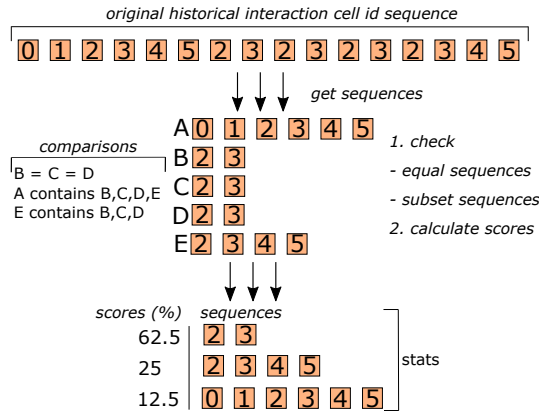 original historical interaction cell id sequence
0 1 2 3 4 5 2 3 2 3 2 3 2 3 4 5
get sequences
A 0 1 2 3 4 5
B 2 3
C 2 3
D 2 3
E 2 3 4 5
comparisons
B = C = D
A contains B,C,D,E
E contains B,C,D
1. check
- equal sequences
- subset sequences
2. calculate scores
scores (%) sequences
62.5 2 3
25 2 3 4 5
12.5 0 1 2 3 4 5
stats